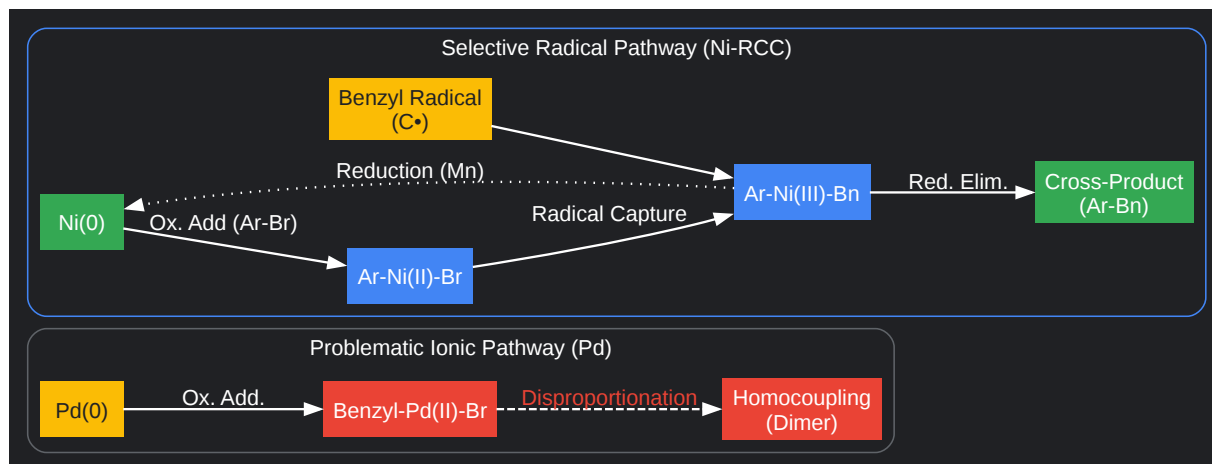 Selective Radical Pathway (Ni-RCC)
Benzyl Radical
(C•)
Reduction (Mn)
Ni(0)
Ox. Add (Ar-Br)
Ar-Ni(II)-Br
Radical Capture
Ar-Ni(III)-Bn
Red. Elim.
Cross-Product
(Ar-Bn)
Problematic Ionic Pathway (Pd)
Pd(0)
Ox. Add.
Benzyl-Pd(II)-Br
Disproportionation
Homocoupling
(Dimer)